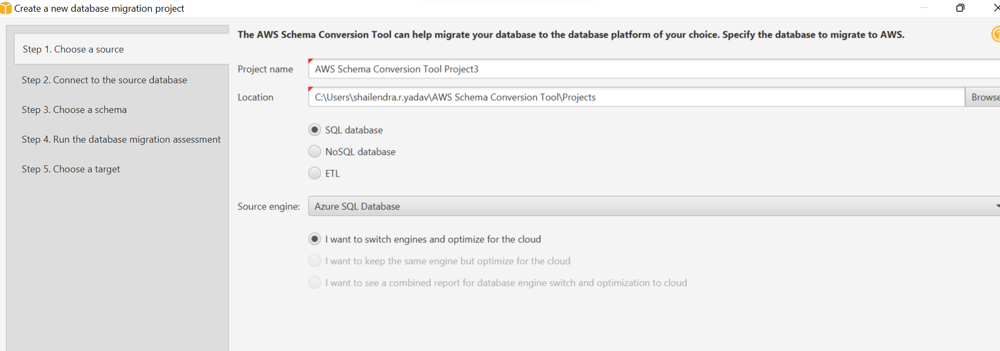 Create a new database migration project
Step 1. Choose a source
Step 2. Connect to the source database
Step 3. Choose a schema
Step 4. Run the database migration assessment
Step 5. Choose a target
The AWS Schema Conversion Tool can help migrate your database to the database platform of your choice. Specify the database to migrate to AWS.
Project name AWS Schema Conversion Tool Project3
Location C:\Users\shailendra.r.yadav\AWS Schema Conversion Tool\Projects Browse
SQL database
NoSQL database
ETL
Source engine: Azure SQL Database
I want to switch engines and optimize for the cloud
I want to keep the same engine but optimize for the cloud
I want to see a combined report for database engine switch and optimization to cloud